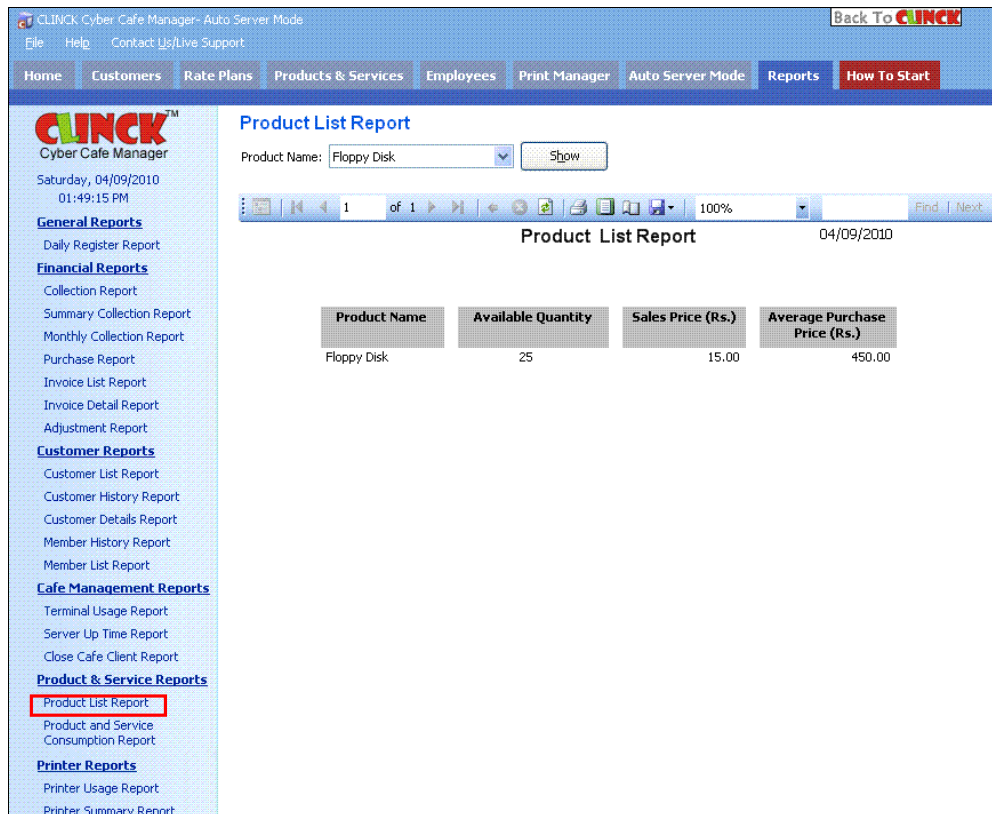 CLINCK Cyber Cafe Manager- Auto Server Mode
Back To CLINCK
File Help Contact Us/Live Support
Home Customers Rate Plans Products & Services Employees Print Manager Auto Server Mode Reports How To Start
CLINCK™
Cyber Cafe Manager
Saturday, 04/09/2010
01:49:15 PM
General Reports
Daily Register Report
Financial Reports
Collection Report
Summary Collection Report
Monthly Collection Report
Purchase Report
Invoice List Report
Invoice Detail Report
Adjustment Report
Customer Reports
Customer List Report
Customer History Report
Customer Details Report
Member History Report
Member List Report
Cafe Management Reports
Terminal Usage Report
Server Up Time Report
Close Cafe Client Report
Product & Service Reports
Product List Report
Product and Service
Consumption Report
Printer Reports
Printer Usage Report
Printer Summary Report
Product List Report
Product Name: Floppy Disk Show
1 of 1 100% Find | Next
Product List Report 04/09/2010
Product Name Available Quantity Sales Price (Rs.) Average Purchase
Price (Rs.)
Floppy Disk 25 15.00 450.00